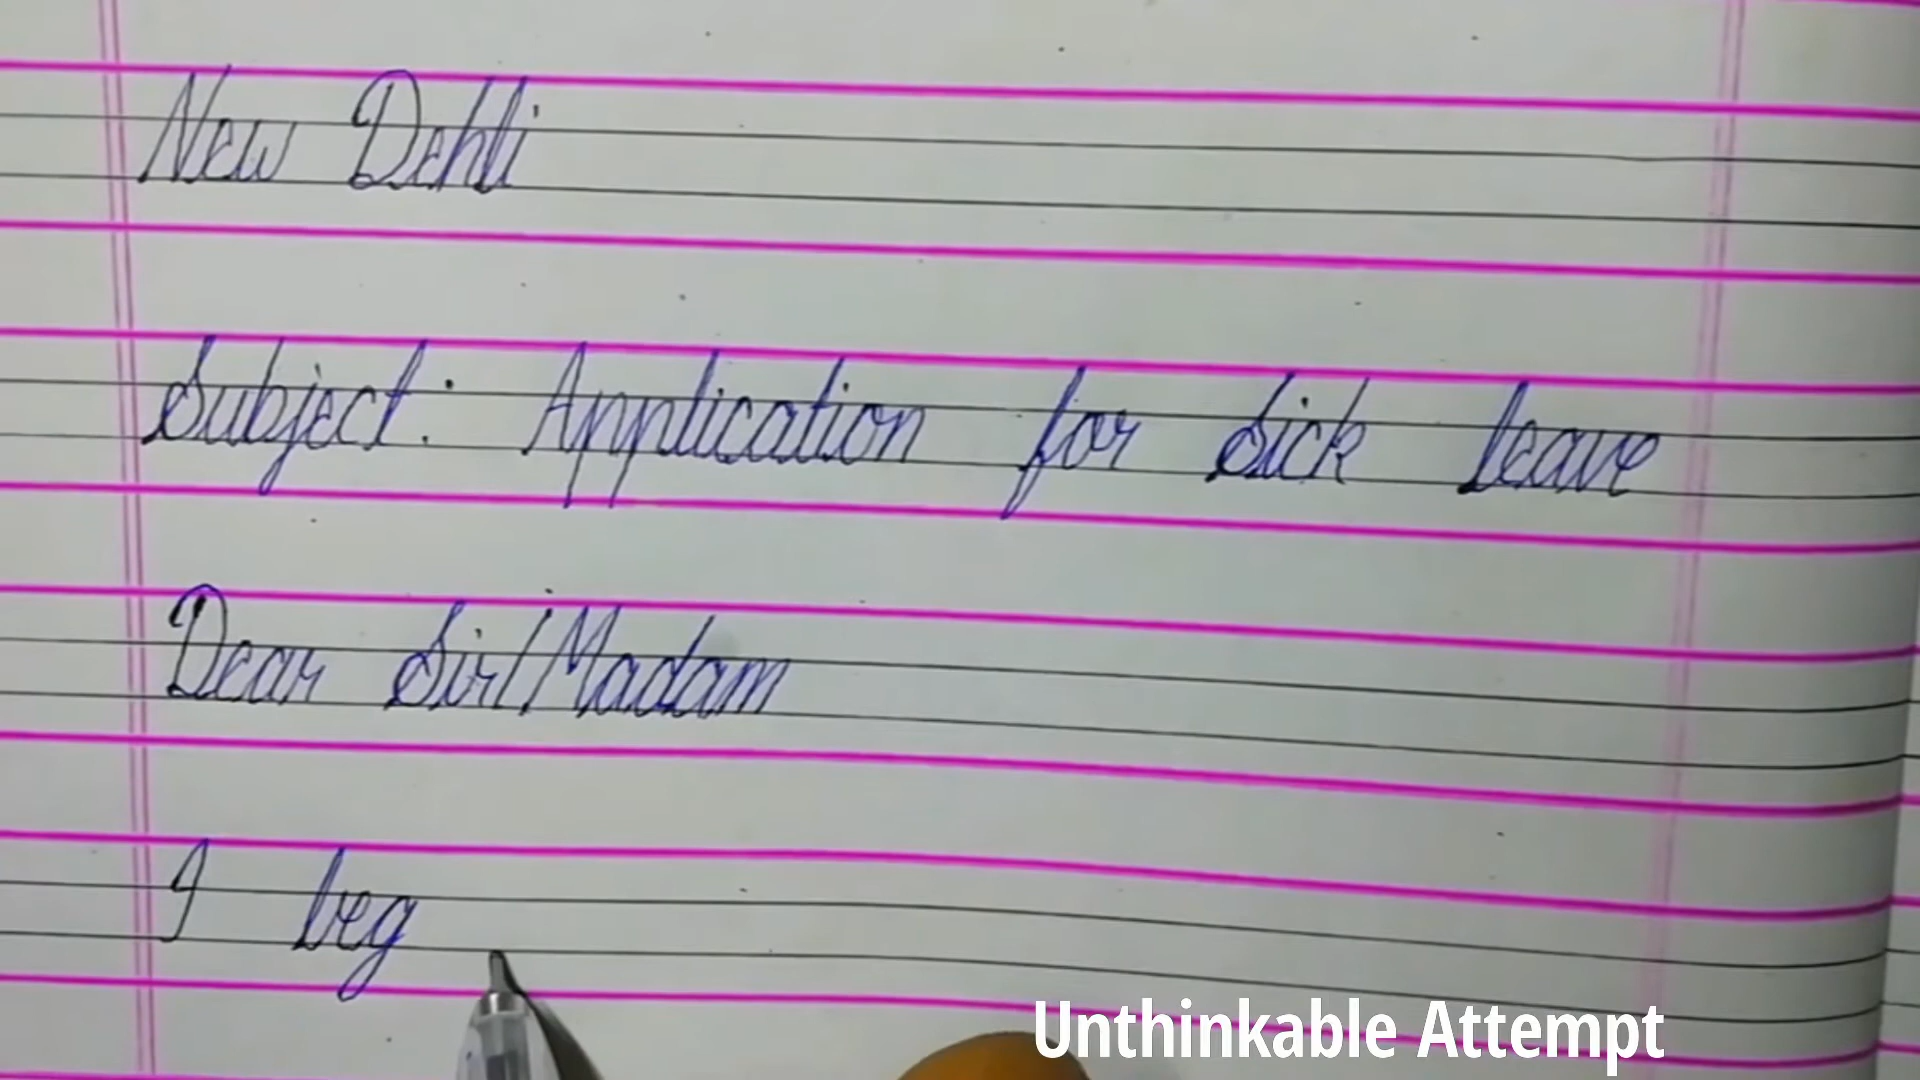 New Dehli
Subject: Application for Sick leave
Dear Sir/Madam
I beg
Unthinkable Attempt